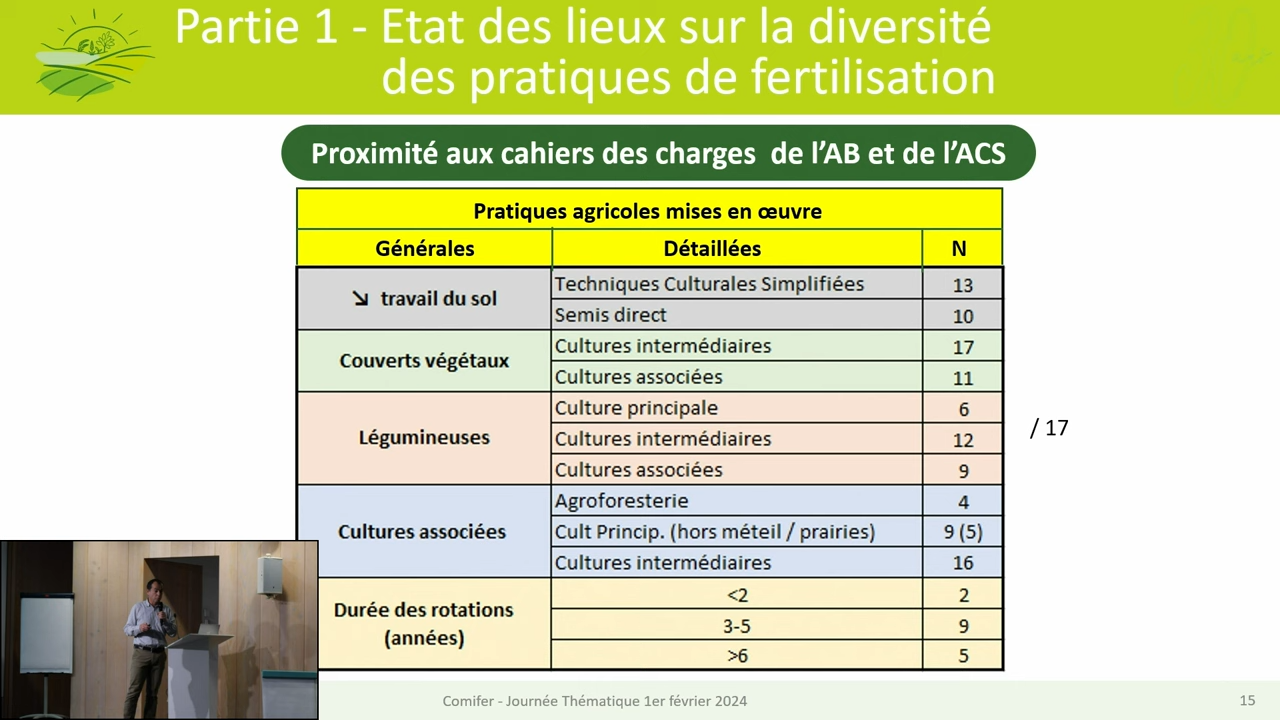 Partie 1 - Etat des lieux sur la diversité
des pratiques de fertilisation
Proximité aux cahiers des charges de l'AB et de l'ACS
Pratiques agricoles mises en œuvre
Générales Détaillées N
↘ travail du sol
Techniques Culturales Simplifiées 13
Semis direct 10
Couverts végétaux
Cultures intermédiaires 17
Cultures associées 11
Légumineuses
Culture principale 6
Cultures intermédiaires 12
Cultures associées 9
/ 17
Cultures associées
Agroforesterie 4
Cult Princip. (hors méteil / prairies) 9 (5)
Cultures intermédiaires 16
Durée des rotations
(années)
<2 2
3-5 9
>6 5
Comifer - Journée Thématique 1er février 2024
15